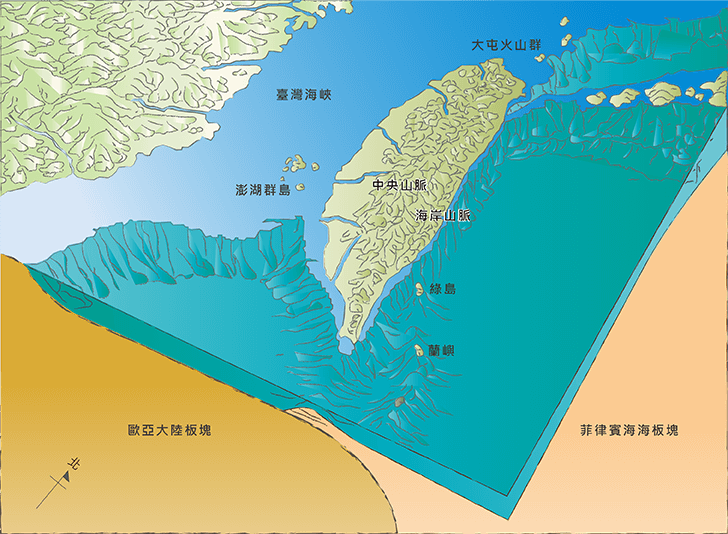 大屯火山群
臺灣海峽
澎湖群島
中央山脈
海岸山脈
綠島
蘭嶼
歐亞大陸板塊
菲律賓海海板塊
北